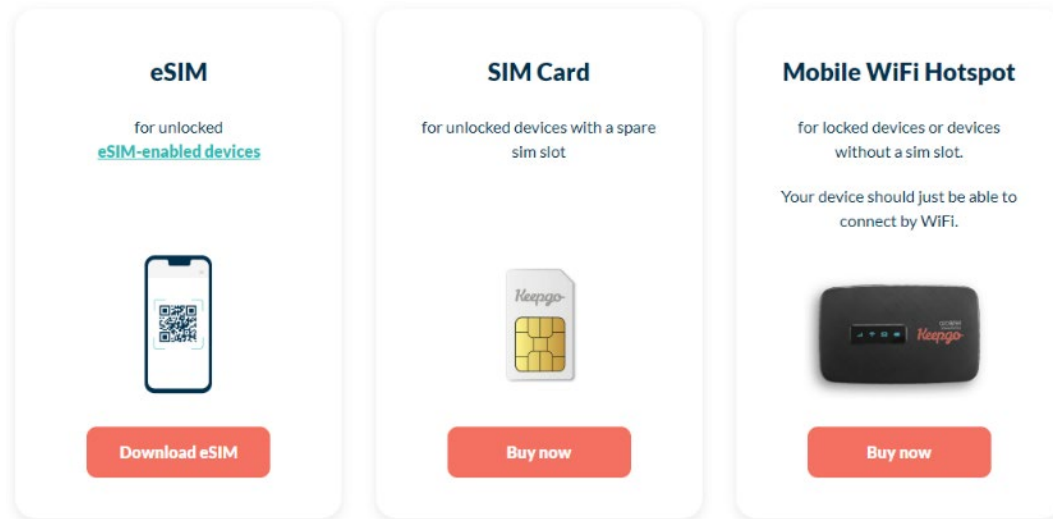 eSIM
for unlocked
eSIM-enabled devices
Download eSIM
SIM Card
for unlocked devices with a spare
sim slot
Keepgo
Buy now
Mobile WiFi Hotspot
for locked devices or devices
without a sim slot.
Your device should just be able to
connect by WiFi.
Keepgo
Buy now